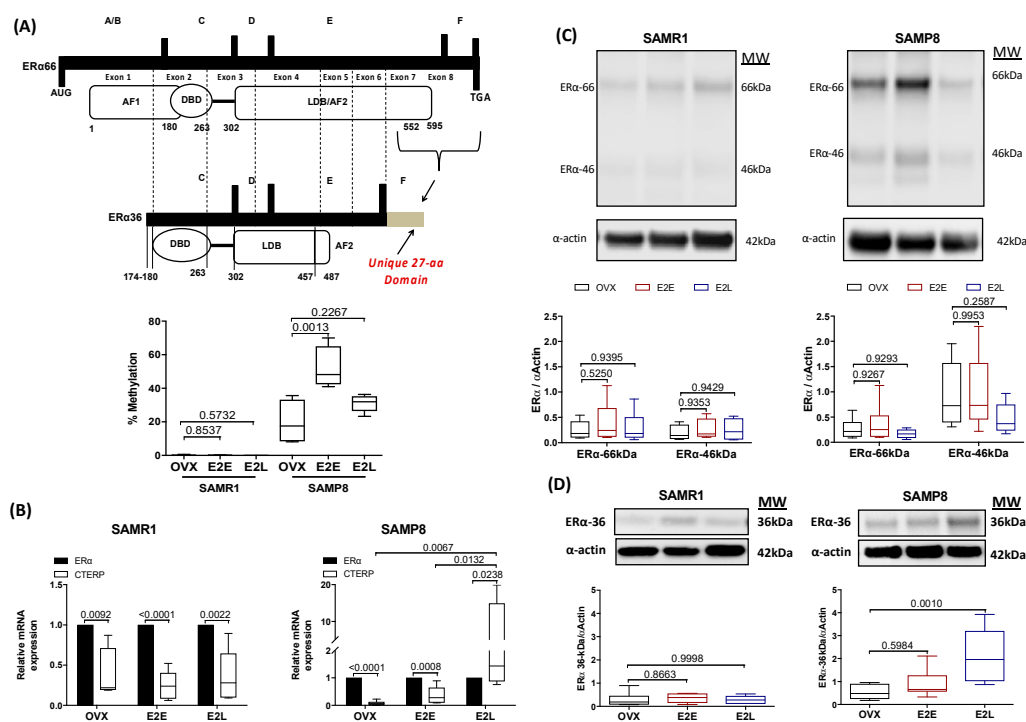 (A)
A/B C D E F
ERα66
Exon 1 Exon 2 Exon 3 Exon 4 Exon 5 Exon 6 Exon 7 Exon 8
AUG
TGA
AF1 DBD LDB/AF2
1 180 263 302 552 595
C D E F
ERα36
DBD LDB AF2
174-180 263 302 457 487
Unique 27-aa
Domain
% Methylation
80
60
40
20
0
0.2267
0.0013
0.5732
0.8537
OVX E2E E2L OVX E2E E2L
SAMR1 SAMP8
(B)
SAMR1
ERα
CTERP
Relative mRNA
expression
1.0
0.5
0.0
0.0092 <0.0001 0.0022
OVX E2E E2L
SAMP8
ERα
CTERP
Relative mRNA
expression
20
10
2
1
0
0.0067
0.0132
0.0238
<0.0001 0.0008
OVX E2E E2L
(C)
SAMR1
MW
ERα-66 66kDa
ERα-46 46kDa
α-actin 42kDa
OVX E2E E2L
ERα / αActin
2.5
2.0
1.5
1.0
0.5
0.0
0.9395
0.5250
0.9429
0.9353
ERα-66kDa ERα-46kDa
SAMP8
MW
ERα-66 66kDa
ERα-46 46kDa
α-actin 42kDa
OVX E2E E2L
ERα / αActin
2.5
2.0
1.5
1.0
0.5
0.0
0.9293
0.9267
0.2587
0.9953
ERα-66kDa ERα-46kDa
(D)
SAMR1
MW
ERα-36 36kDa
α-actin 42kDa
ERα 36-kDa/αActin
5
4
3
2
1
0
0.9998
0.8663
OVX E2E E2L
SAMP8
MW
ERα-36 36kDa
α-actin 42kDa
ERα-36kDa/αActin
5
4
3
2
1
0
0.0010
0.5984
OVX E2E E2L